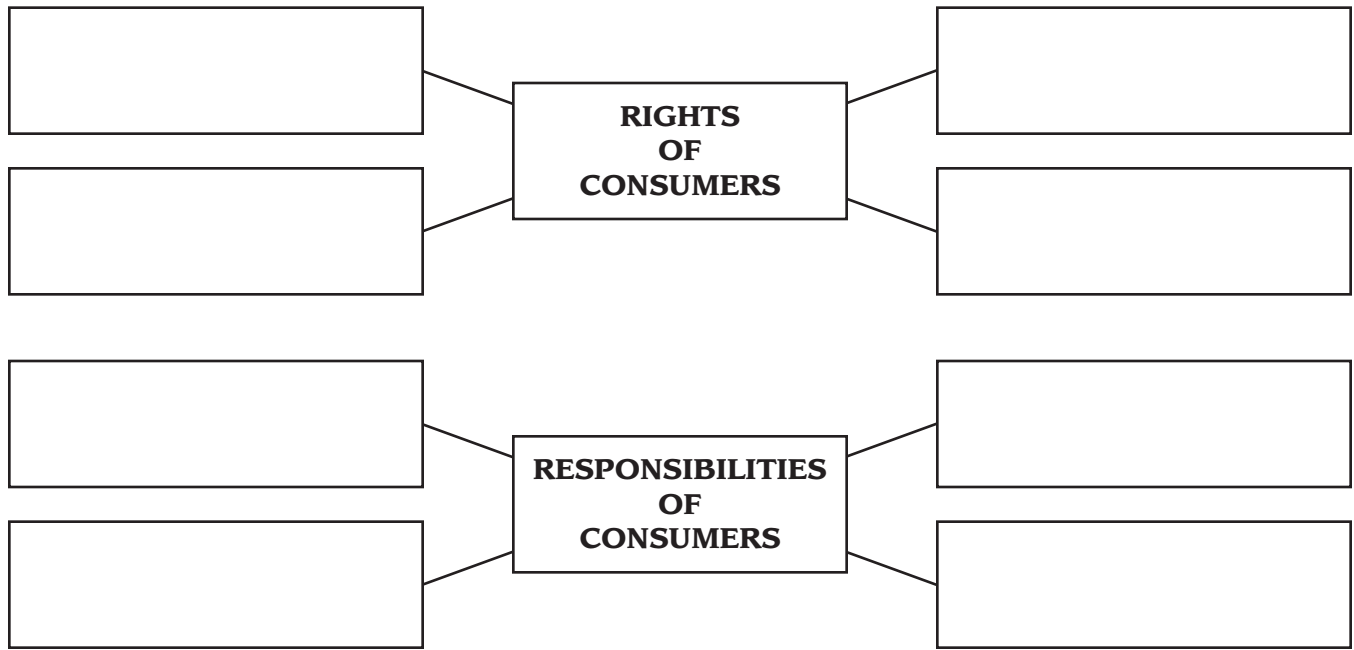 RIGHTS
OF
CONSUMERS
RESPONSIBILITIES
OF
CONSUMERS